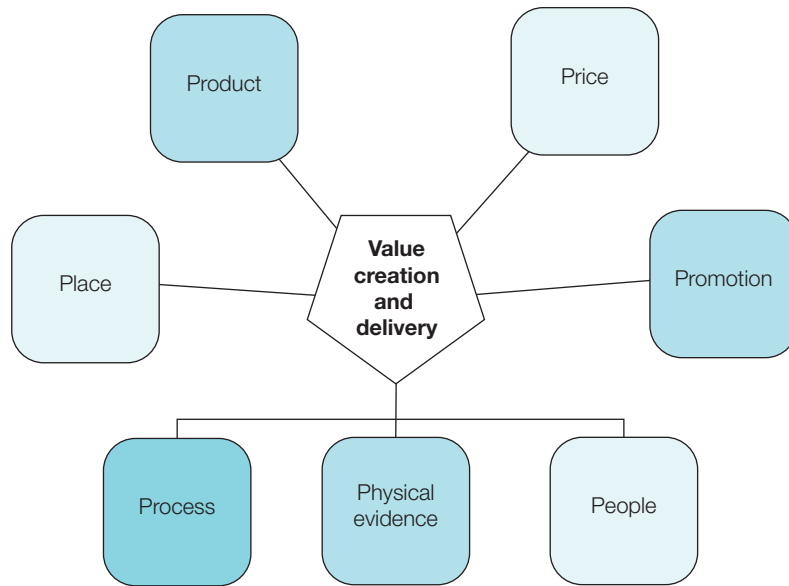 Product
Price
Place
Value
creation
and
delivery
Promotion
Process
Physical
evidence
People